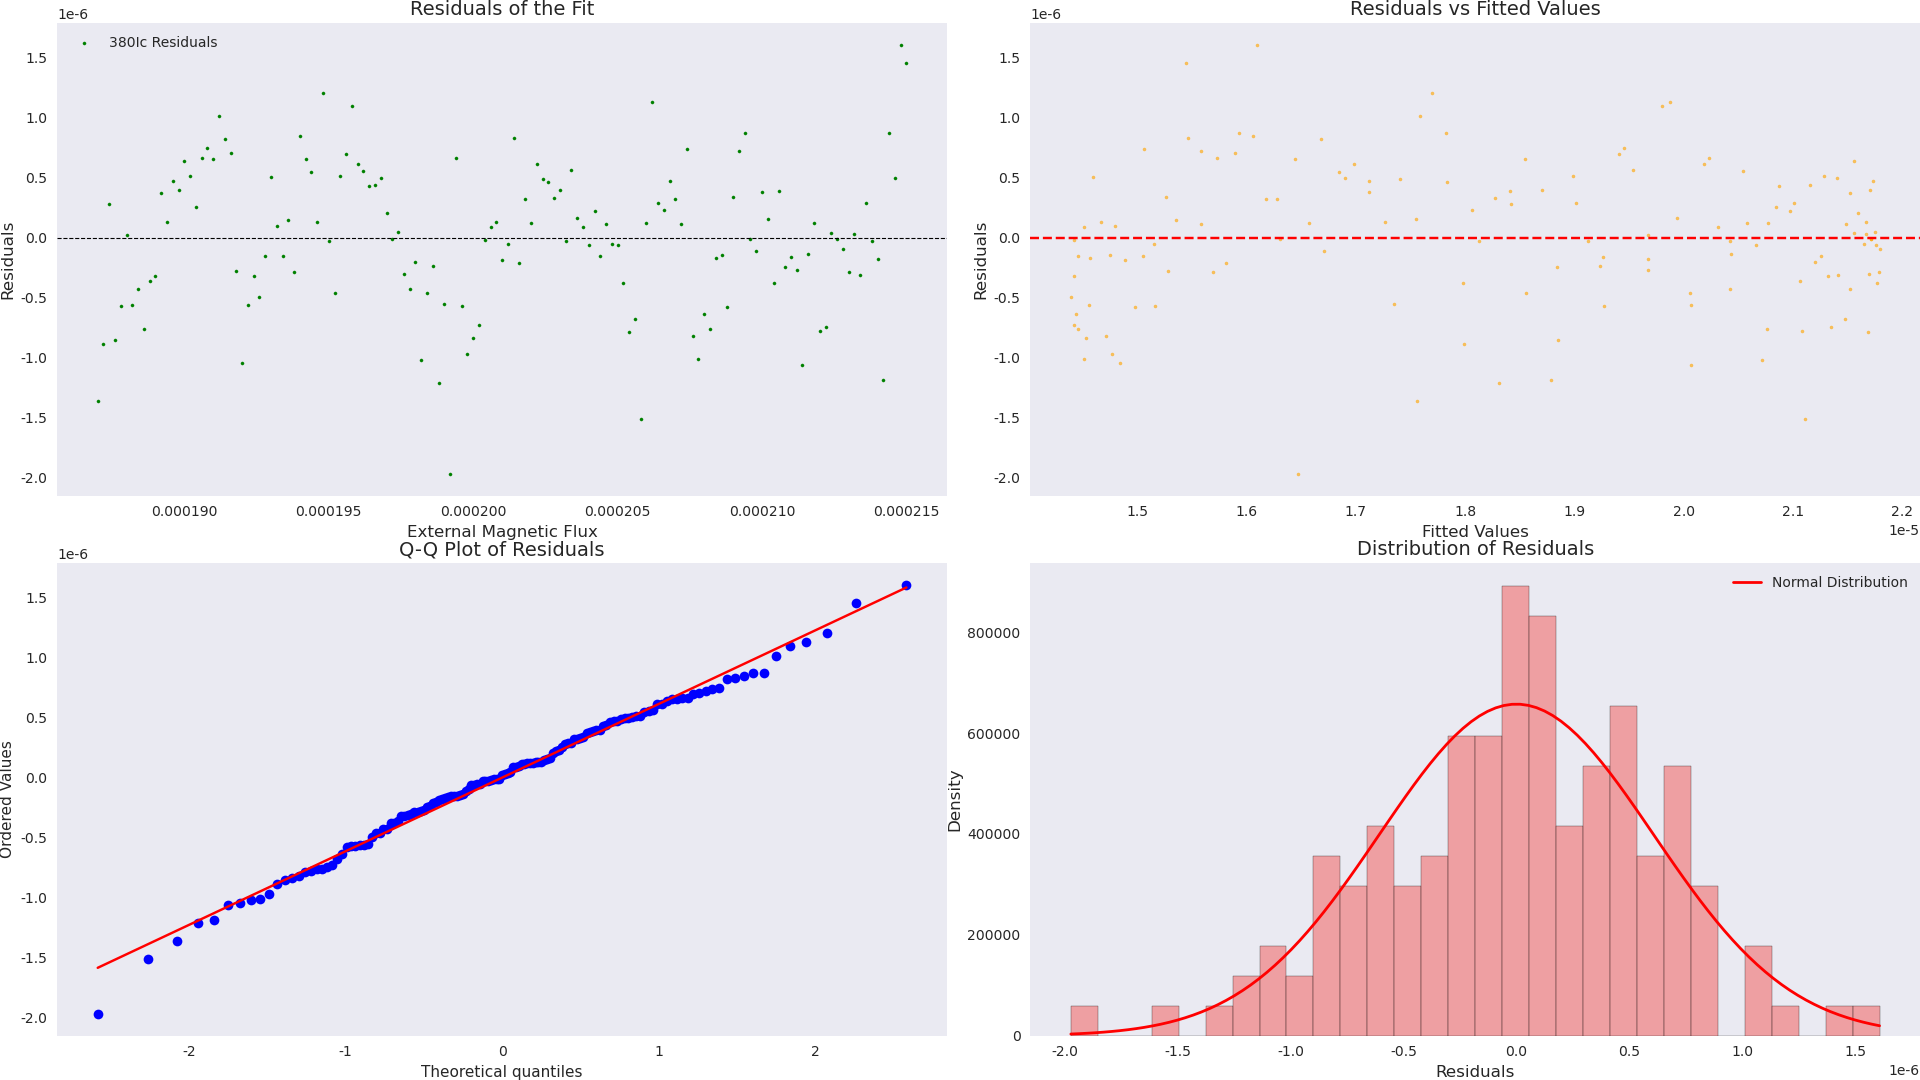 Residuals of the Fit
1e-6
380Ic Residuals
1.5
1.0
0.5
0.0
-0.5
-1.0
-1.5
-2.0
Residuals
0.000190 0.000195 0.000200 0.000205 0.000210 0.000215
External Magnetic Flux
Residuals vs Fitted Values
1e-6
1.5
1.0
0.5
0.0
-0.5
-1.0
-1.5
-2.0
Residuals
1.5 1.6 1.7 1.8 1.9 2.0 2.1 2.2
1e-5
Fitted Values
Q-Q Plot of Residuals
1e-6
1.5
1.0
0.5
0.0
-0.5
-1.0
-1.5
-2.0
Ordered Values
-2 -1 0 1 2
Theoretical quantiles
Distribution of Residuals
Normal Distribution
800000
600000
400000
200000
0
Density
-2.0 -1.5 -1.0 -0.5 0.0 0.5 1.0 1.5
1e-6
Residuals